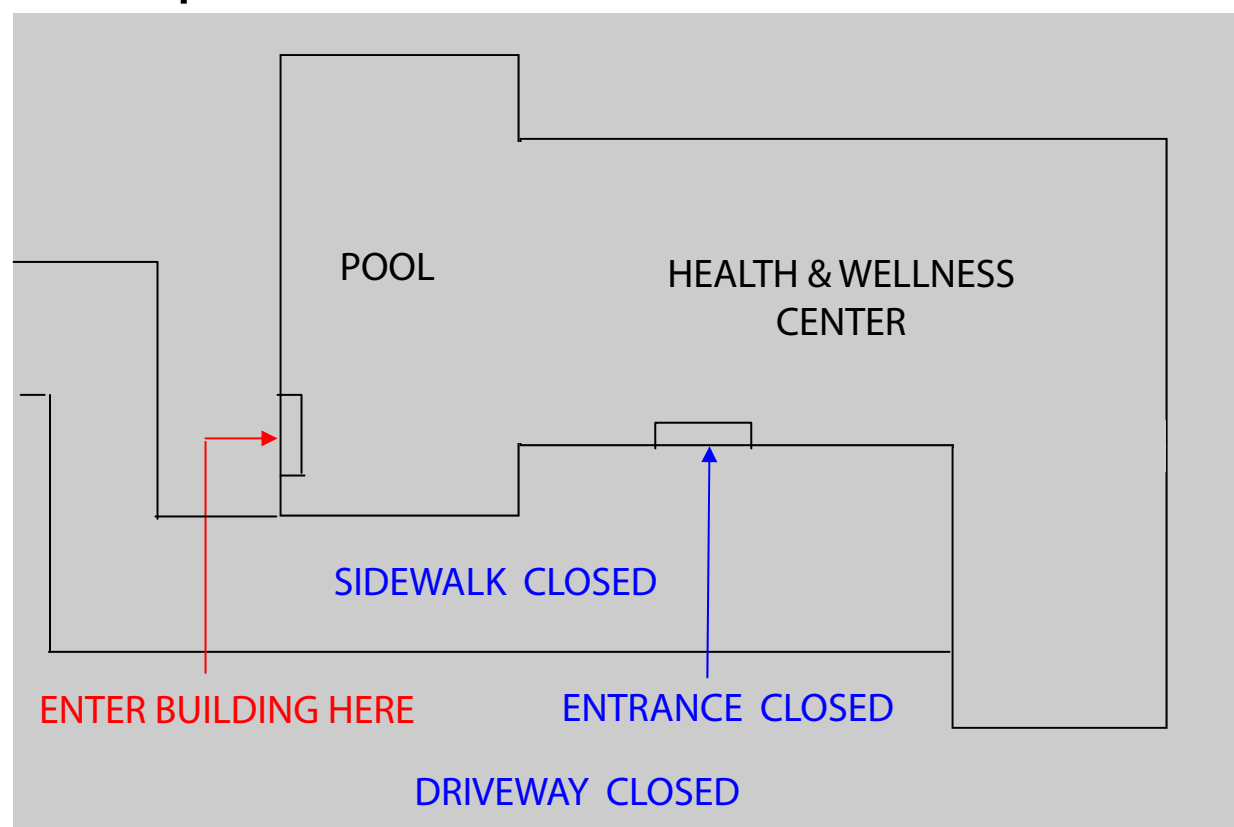 POOL
HEALTH & WELLNESS
CENTER
SIDEWALK CLOSED
ENTER BUILDING HERE
ENTRANCE CLOSED
DRIVEWAY CLOSED